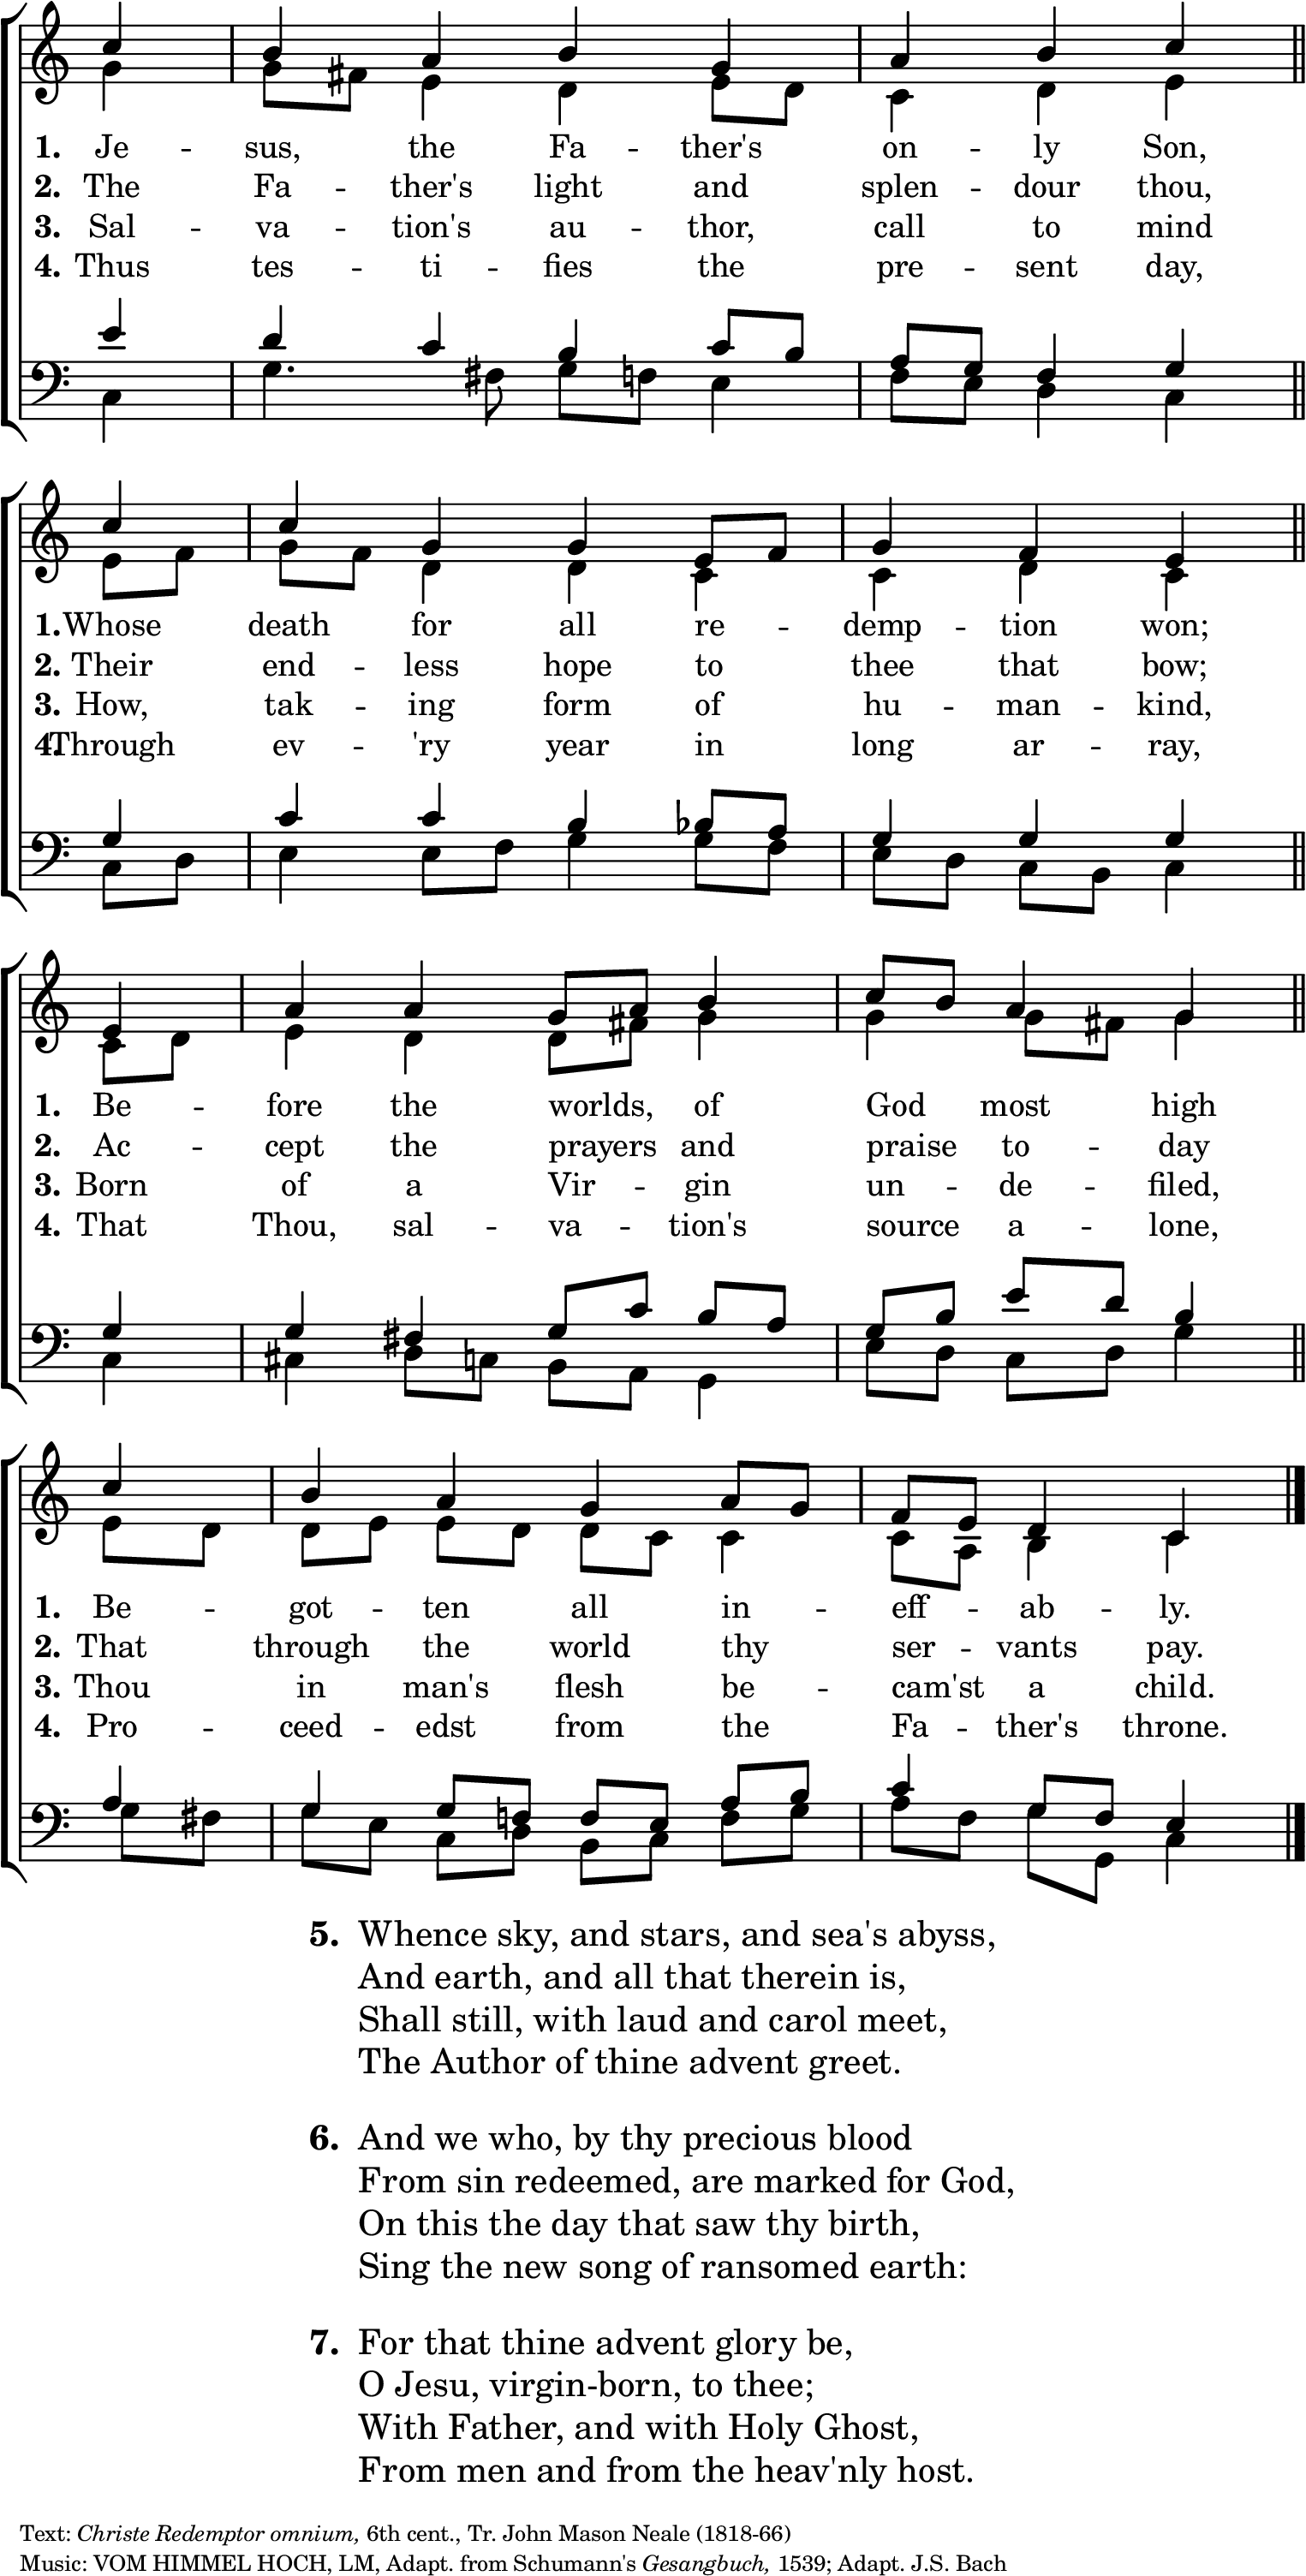 1. Je -- sus, the Fa -- ther's on -- ly Son,
2. The Fa -- ther's light and splen -- dour thou,
3. Sal -- va -- tion's au -- thor, call to mind
4. Thus tes -- ti -- fies the pre -- sent day,
1. Whose death for all re -- demp -- tion won;
2. Their end -- less hope to thee that bow;
3. How, tak -- ing form of hu -- man -- kind,
4. Through ev -- 'ry year in long ar -- ray,
1. Be -- fore the worlds, of God most high
2. Ac -- cept the prayers and praise to -- day
3. Born of a Vir -- gin un -- de -- filed,
4. That Thou, sal -- va -- tion's source a -- lone,
1. Be -- got -- ten all in -- eff -- ab -- ly.
2. That through the world thy ser -- vants pay.
3. Thou in man's flesh be -- cam'st a child.
4. Pro -- ceed -- edst from the Fa -- ther's throne.
5. Whence sky, and stars, and sea's abyss,
And earth, and all that therein is,
Shall still, with laud and carol meet,
The Author of thine advent greet.
6. And we who, by thy precious blood
From sin redeemed, are marked for God,
On this the day that saw thy birth,
Sing the new song of ransomed earth:
7. For that thine advent glory be,
O Jesu, virgin-born, to thee;
With Father, and with Holy Ghost,
From men and from the heav'nly host.
Text: Christe Redemptor omnium, 6th cent., Tr. John Mason Neale (1818-66)
Music: VOM HIMMEL HOCH, LM, Adapt. from Schumann's Gesangbuch, 1539; Adapt. J.S. Bach